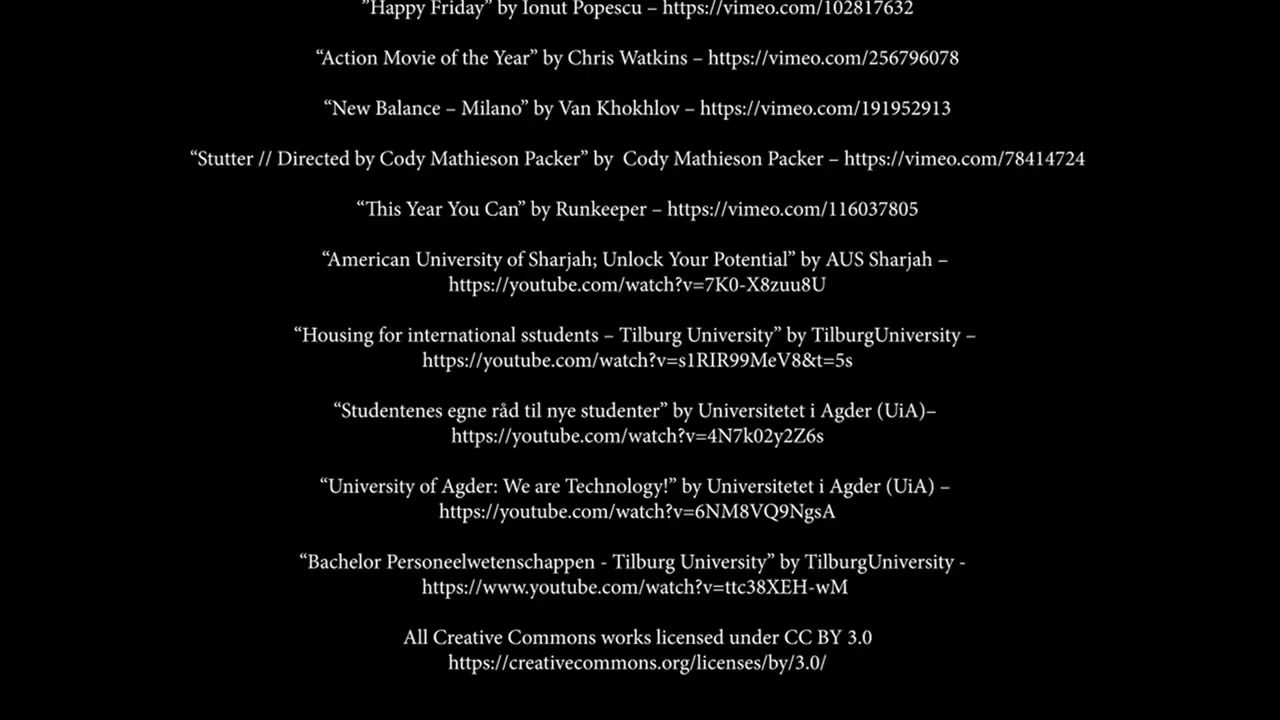 “Happy Friday” by Ionut Popescu – https://vimeo.com/102817632
“Action Movie of the Year” by Chris Watkins – https://vimeo.com/256796078
“New Balance – Milano” by Van Khokhlov – https://vimeo.com/191952913
“Stutter // Directed by Cody Mathieson Packer” by  Cody Mathieson Packer – https://vimeo.com/78414724
“This Year You Can” by Runkeeper – https://vimeo.com/116037805
“American University of Sharjah; Unlock Your Potential” by AUS Sharjah –
https://youtube.com/watch?v=7K0-X8zuu8U
“Housing for international sstudents – Tilburg University” by TilburgUniversity –
https://youtube.com/watch?v=s1RIR99MeV8&t=5s
“Studentenes egne råd til nye studenter” by Universitetet i Agder (UiA)–
https://youtube.com/watch?v=4N7k02y2Z6s
“University of Agder: We are Technology!” by Universitetet i Agder (UiA) –
https://youtube.com/watch?v=6NM8VQ9NgsA
“Bachelor Personeelwetenschappen - Tilburg University” by TilburgUniversity -
https://www.youtube.com/watch?v=ttc38XEH-wM
All Creative Commons works licensed under CC BY 3.0
https://creativecommons.org/licenses/by/3.0/